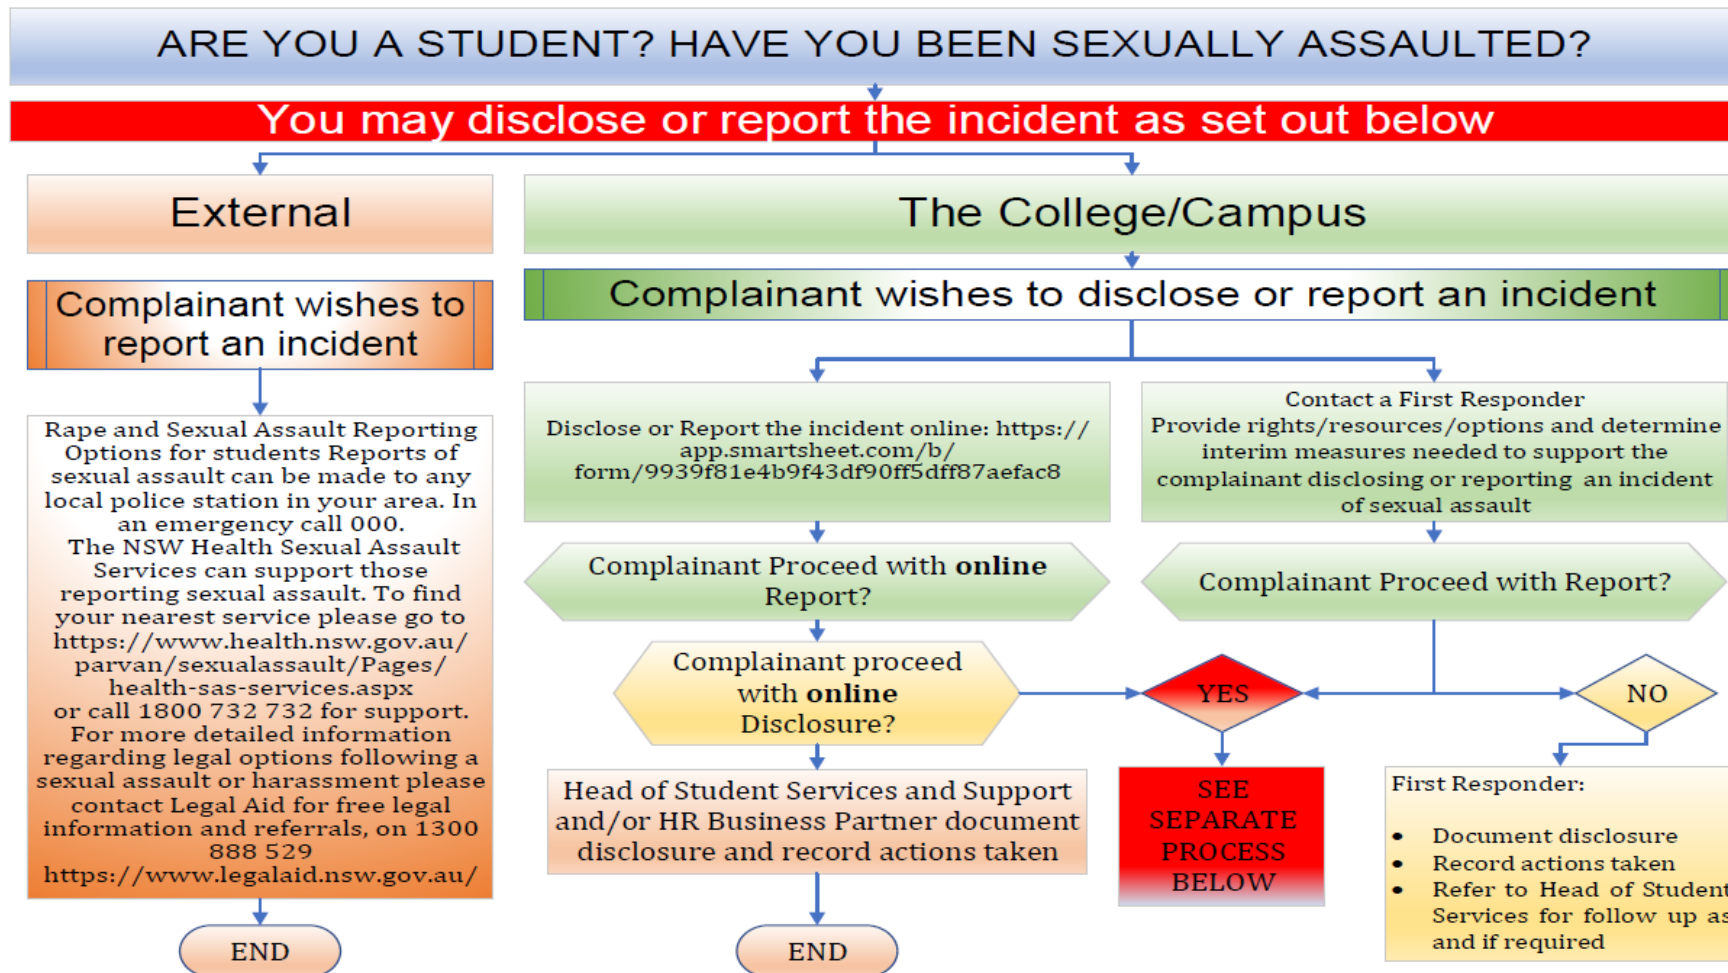 ARE YOU A STUDENT? HAVE YOU BEEN SEXUALLY ASSAULTED?
You may disclose or report the incident as set out below
External
Complainant wishes to
report an incident
Rape and Sexual Assault Reporting
Options for students Reports of
sexual assault can be made to any
local police station in your area. In
an emergency call 000.
The NSW Health Sexual Assault
Services can support those
reporting sexual assault. To find
your nearest service please go to
https://www.health.nsw.gov.au/
parvan/sexualassault/Pages/
health-sas-services.aspx
or call 1800 732 732 for support.
For more detailed information
regarding legal options following a
sexual assault or harassment please
contact Legal Aid for free legal
information and referrals, on 1300
888 529
https://www.legalaid.nsw.gov.au/
END
The College/Campus
Complainant wishes to disclose or report an incident
Disclose or Report the incident online: https://
app.smartsheet.com/b/
form/9939f81e4b9f43df90ff5dff87aefac8
Complainant Proceed with online
Report?
Complainant proceed
with online
Disclosure?
Head of Student Services and Support
and/or HR Business Partner document
disclosure and record actions taken
END
Contact a First Responder
Provide rights/resources/options and determine
interim measures needed to support the
complainant disclosing or reporting an incident
of sexual assault
Complainant Proceed with Report?
YES
SEE
SEPARATE
PROCESS
BELOW
NO
First Responder:
• Document disclosure
• Record actions taken
• Refer to Head of Student
Services for follow up as
and if required